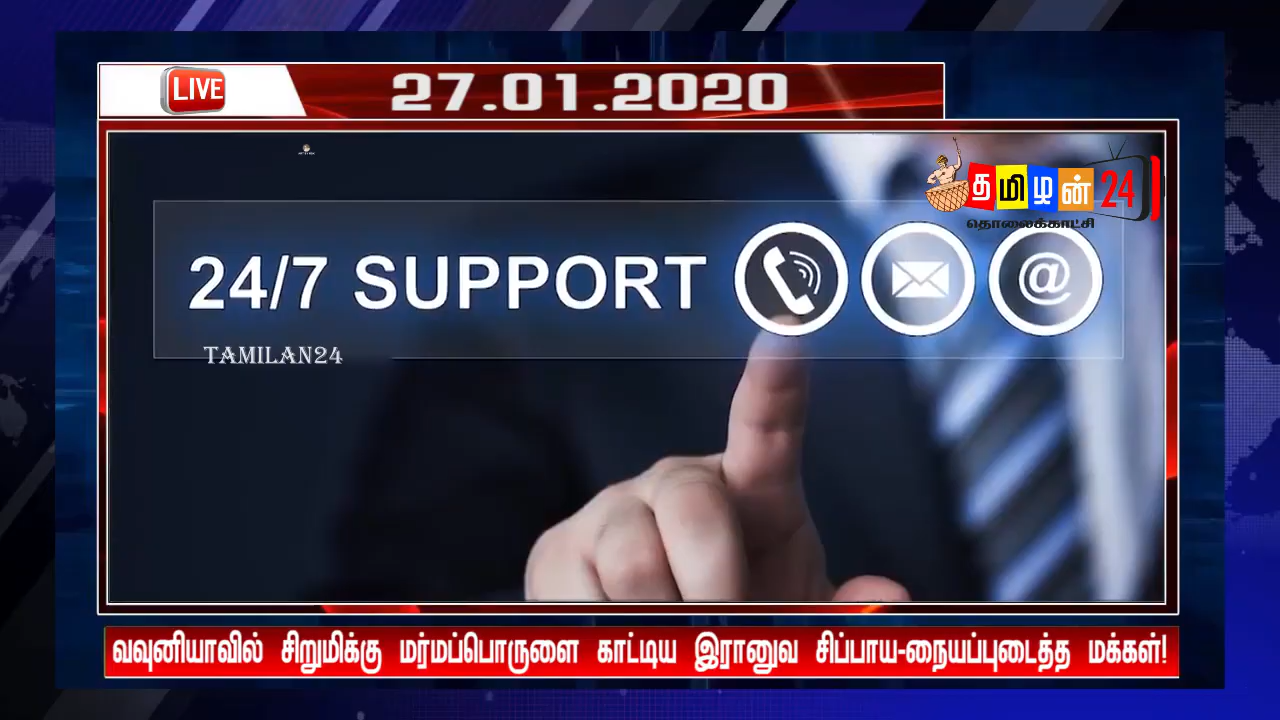 LIVE
27.01.2020
தமிழன் 24
தொலைக்காட்சி
24/7 SUPPORT
@
TAMILAN24
வவுனியாவில் சிறுமிக்கு மர்மப்பொருளை காட்டிய இரானுவ சிப்பாய-நையப்புடைத்த மக்கள்!